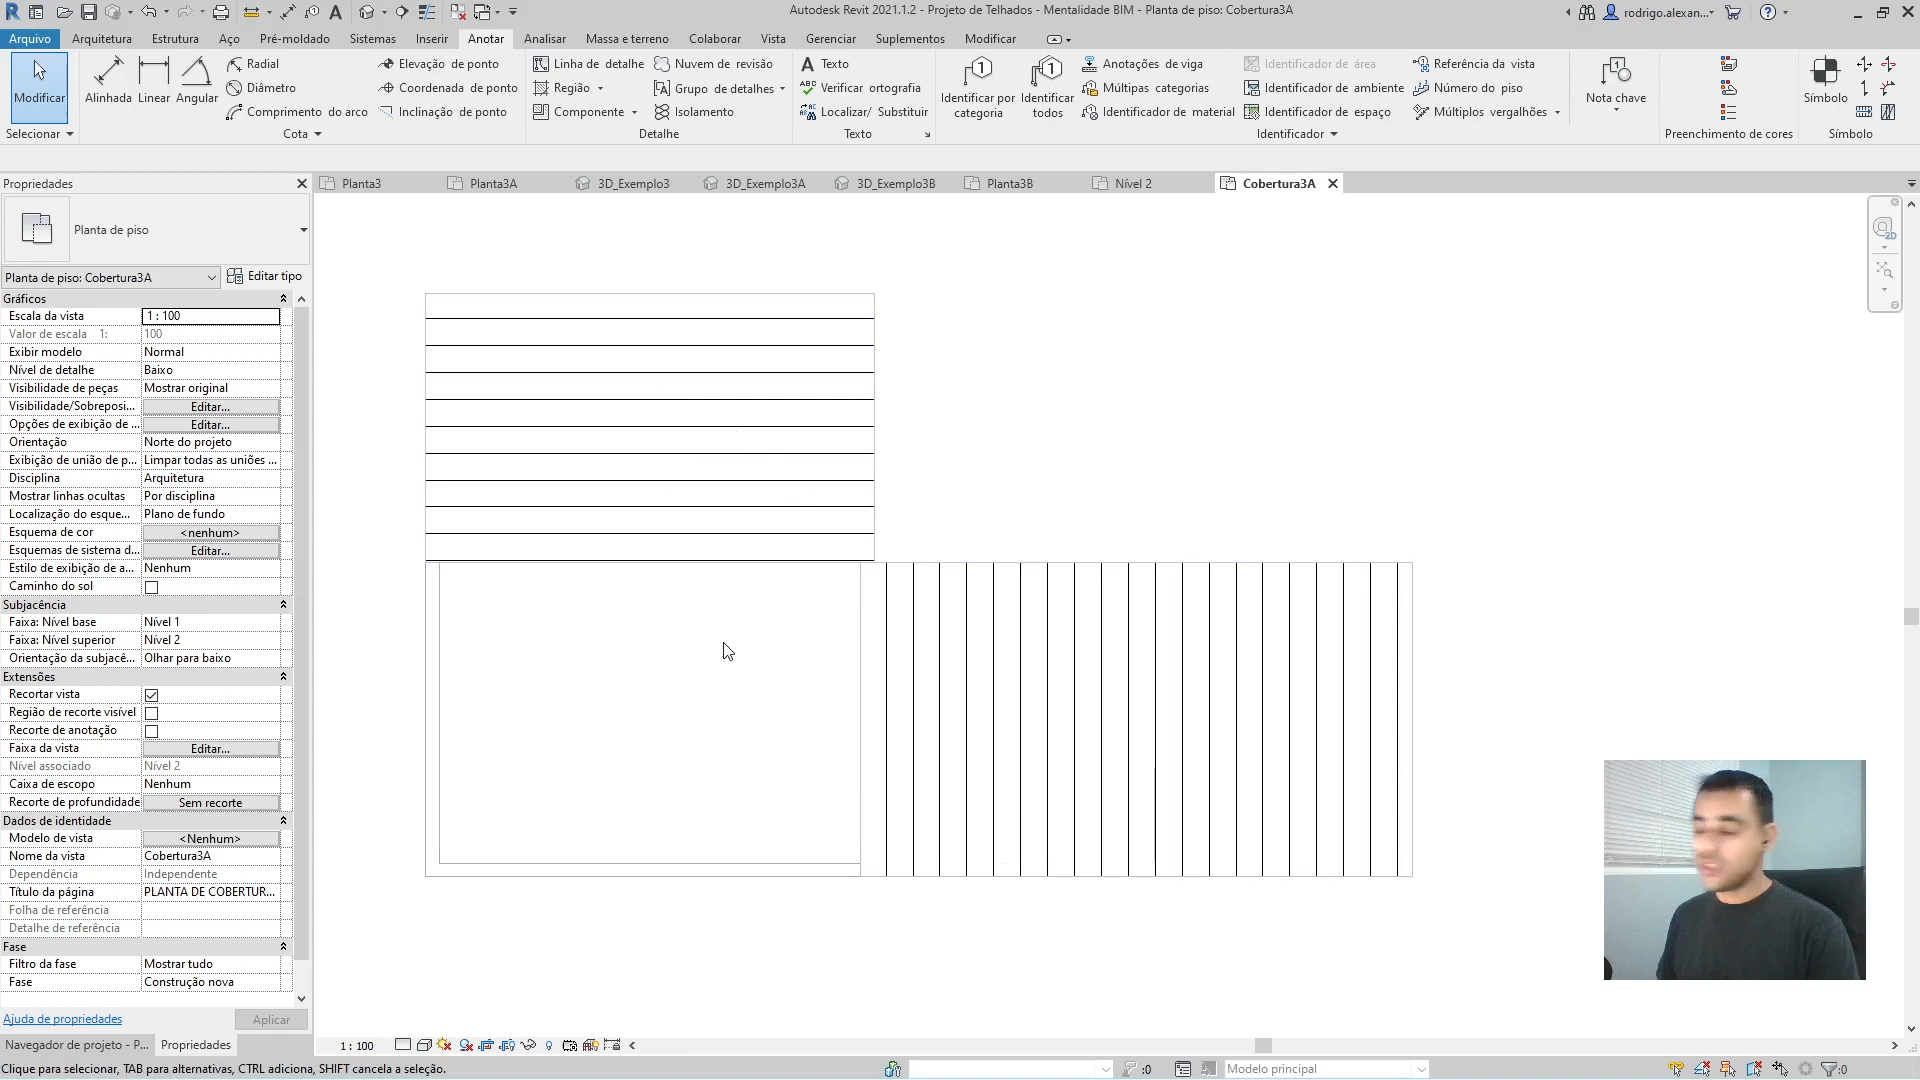 Autodesk Revit 2021.1.2 - Projeto de Telhados - Mentalidade BIM - Planta de piso: Cobertura3A
rodrigo.alexan...
Arquivo
Arquitetura
Estrutura
Aço
Pré-moldado
Sistemas
Inserir
Anotar
Analisar
Massa e terreno
Colaborar
Vista
Gerenciar
Suplementos
Modificar
Modificar
Selecionar
Alinhada
Linear
Angular
Radial
Diâmetro
Comprimento do arco
Elevação de ponto
Coordenada de ponto
Inclinação de ponto
Cota
Linha de detalhe
Região
Componente
Nuvem de revisão
Grupo de detalhes
Isolamento
Detalhe
Texto
Verificar ortografia
Localizar/ Substituir
Texto
Identificar por categoria
Identificar todos
Anotações de viga
Múltipas categorias
Identificador de material
Identificador de área
Identificador de ambiente
Identificador de espaço
Referência da vista
Número do piso
Múltiplos vergalhões
Identificador
Nota chave
Preenchimento de cores
Símbolo
Símbolo
Propriedades
Planta3
Planta3A
3D_Exemplo3
3D_Exemplo3A
3D_Exemplo3B
Planta3B
Nível 2
Cobertura3A
Planta de piso
Planta de piso: Cobertura3A
Editar tipo
Gráficos
Escala da vista 1 : 100
Valor de escala 1: 100
Exibir modelo Normal
Nível de detalhe Baixo
Visibilidade de peças Mostrar original
Visibilidade/Sobreposi... Editar...
Opções de exibição de ... Editar...
Orientação Norte do projeto
Exibição de união de p... Limpar todas as uniões ...
Disciplina Arquitetura
Mostrar linhas ocultas Por disciplina
Localização do esque... Plano de fundo
Esquema de cor <nenhum>
Esquemas de sistema d... Editar...
Estilo de exibição de a... Nenhum
Caminho do sol
Subjacência
Faixa: Nível base Nível 1
Faixa: Nível superior Nível 2
Orientação da subjacê... Olhar para baixo
Extensões
Recortar vista
Região de recorte visível
Recorte de anotação
Faixa da vista Editar...
Nível associado Nível 2
Caixa de escopo Nenhum
Recorte de profundidade Sem recorte
Dados de identidade
Modelo de vista <Nenhum>
Nome da vista Cobertura3A
Dependência Independente
Título da página PLANTA DE COBERTUR...
Folha de referência
Detalhe de referência
Fase
Filtro da fase Mostrar tudo
Fase Construção nova
Ajuda de propriedades
Aplicar
Navegador de projeto - P...
Propriedades
1 : 100
Clique para selecionar, TAB para alternativas, CTRL adiciona, SHIFT cancela a seleção.
:0
Modelo principal
:0